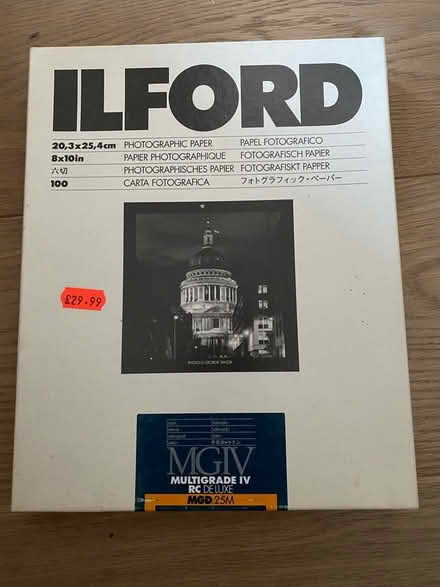 ILFORD
20,3x25,4cm PHOTOGRAPHIC PAPER PAPEL FOTOGRAFICO
8x10in PAPIER PHOTOGRAPHIQUE FOTOGRAFISCH PAPIER
六切 PHOTOGRAPHISCHES PAPIER FOTOGRAFISKT PAPPER
100 CARTA FOTOGRAFICA フォトグラフィック・ペーパー
£29.99
MGIV
MULTIGRADE IV
RC DE LUXE
MGD.25M